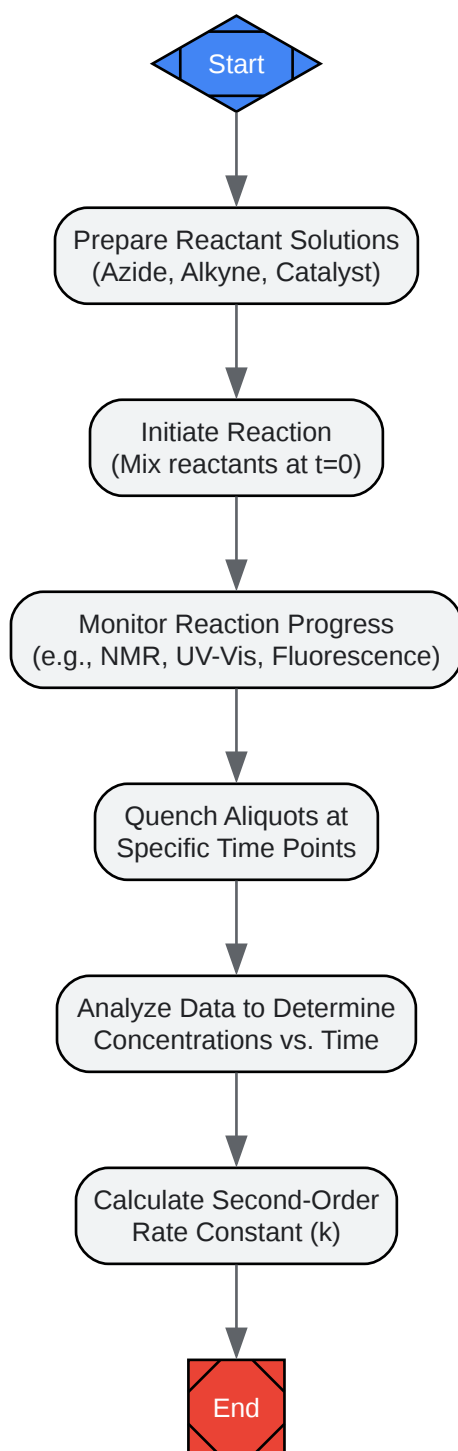 Start
Prepare Reactant Solutions
(Azide, Alkyne, Catalyst)
Initiate Reaction
(Mix reactants at t=0)
Monitor Reaction Progress
(e.g., NMR, UV-Vis, Fluorescence)
Quench Aliquots at
Specific Time Points
Analyze Data to Determine
Concentrations vs. Time
Calculate Second-Order
Rate Constant (k)
End